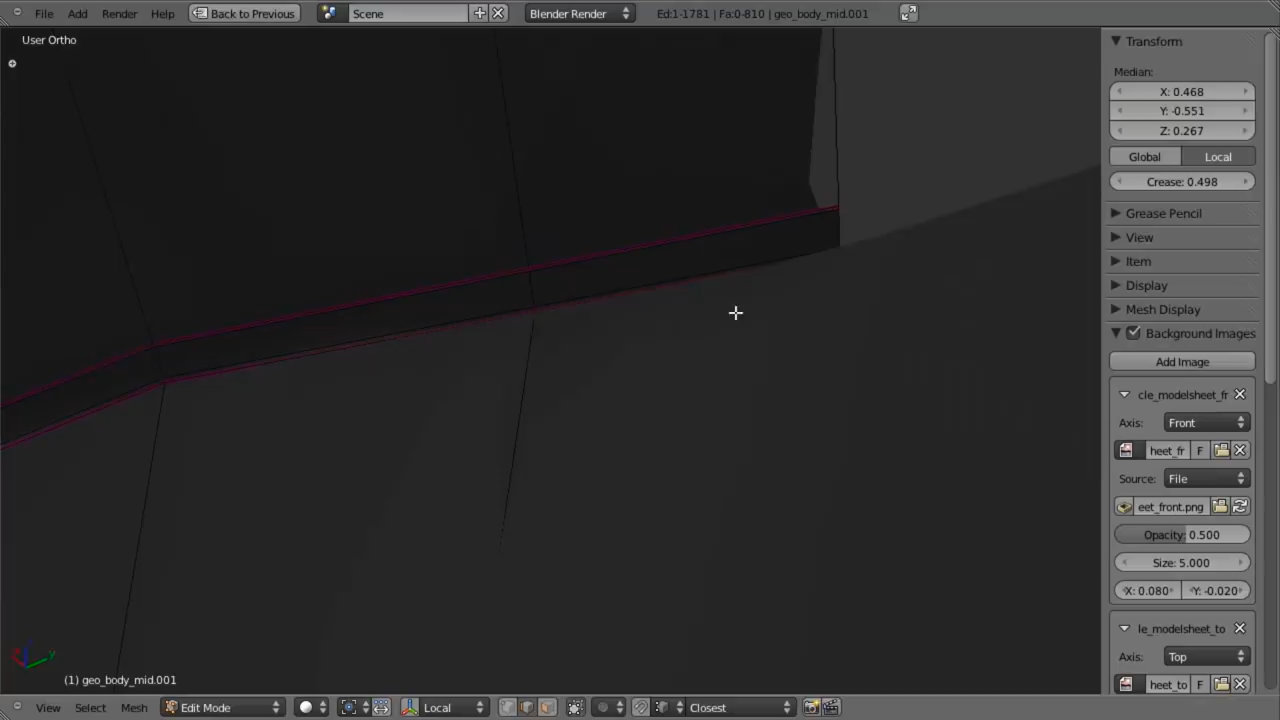 File Add Render Help Back to Previous Scene Blender Render Ed:1-1781 | Fa:0-810 | geo_body_mid.001
User Ortho
Transform
Median:
X: 0.468
Y: -0.551
Z: 0.267
Global Local
Crease: 0.498
Grease Pencil
View
Item
Display
Mesh Display
Background Images
Add Image
cle_modelsheet_fr
Axis: Front
heet_fr F
Source: File
eet_front.png
Opacity: 0.500
Size: 5.000
X: 0.080 Y: -0.020
le_modelsheet_to
Axis: Top
heet_to F
y
(1) geo_body_mid.001
View Select Mesh Edit Mode Local Closest